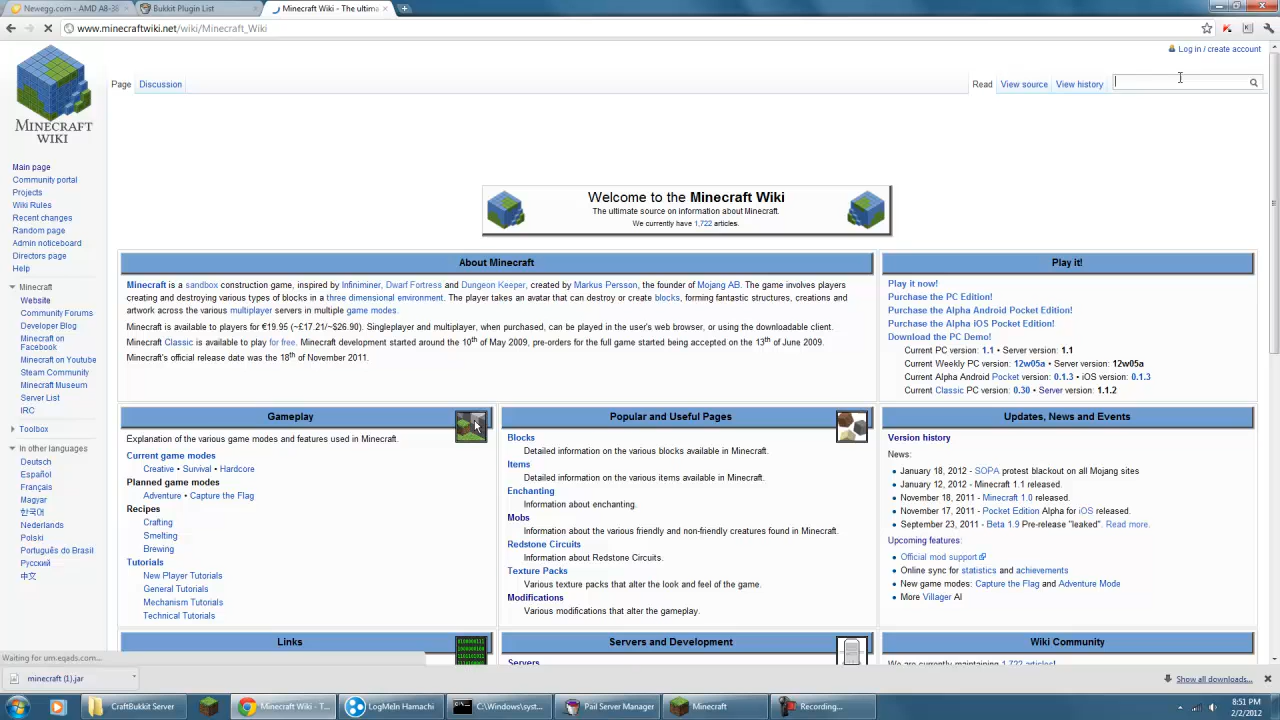 Newegg.com - AMD A8-38
Bukkit Plugin List
Minecraft Wiki - The ultima
www.minecraftwiki.net/wiki/Minecraft_Wiki
Log in / create account
Page Discussion Read View source View history
MINECRAFT
WIKI
Main page
Community portal
Projects
Wiki Rules
Recent changes
Random page
Admin noticeboard
Directors page
Help
Minecraft
Website
Community Forums
Developer Blog
Minecraft on
Facebook
Minecraft on Youtube
Steam Community
Minecraft Museum
Server List
IRC
Toolbox
In other languages
Deutsch
Español
Français
Magyar
한국어
Nederlands
Polski
Português do Brasil
Русский
中文
Welcome to the Minecraft Wiki
The ultimate source on information about Minecraft.
We currently have 1,722 articles.
About Minecraft
Minecraft is a sandbox construction game, inspired by Infiniminer, Dwarf Fortress and Dungeon Keeper, created by Markus Persson, the founder of Mojang AB. The game involves players
creating and destroying various types of blocks in a three dimensional environment. The player takes an avatar that can destroy or create blocks, forming fantastic structures, creations and
artwork across the various multiplayer servers in multiple game modes.
Minecraft is available to players for €19.95 (~£17.21/~$26.90). Singleplayer and multiplayer, when purchased, can be played in the user's web browser, or using the downloadable client.
Minecraft Classic is available to play for free. Minecraft development started around the 10th of May 2009, pre-orders for the full game started being accepted on the 13th of June 2009.
Minecraft's official release date was the 18th of November 2011.
Play it!
Play it now!
Purchase the PC Edition!
Purchase the Alpha Android Pocket Edition!
Purchase the Alpha iOS Pocket Edition!
Download the PC Demo!
Current PC version: 1.1 • Server version: 1.1
Current Weekly PC version: 12w05a • Server version: 12w05a
Current Alpha Android Pocket version: 0.1.3 • iOS version: 0.1.3
Current Classic PC version: 0.30 • Server version: 1.1.2
Gameplay
Explanation of the various game modes and features used in Minecraft.
Current game modes
Creative • Survival • Hardcore
Planned game modes
Adventure • Capture the Flag
Recipes
Crafting
Smelting
Brewing
Tutorials
New Player Tutorials
General Tutorials
Mechanism Tutorials
Technical Tutorials
Popular and Useful Pages
Blocks
Detailed information on the various blocks available in Minecraft.
Items
Detailed information on the various items available in Minecraft.
Enchanting
Information about enchanting.
Mobs
Information about the various friendly and non-friendly creatures found in Minecraft.
Redstone Circuits
Information about Redstone Circuits.
Texture Packs
Various texture packs that alter the look and feel of the game.
Modifications
Various modifications that alter the gameplay.
Updates, News and Events
Version history
News:
January 18, 2012 - SOPA protest blackout on all Mojang sites
January 12, 2012 - Minecraft 1.1 released.
November 18, 2011 - Minecraft 1.0 released.
November 17, 2011 - Pocket Edition Alpha for iOS released.
September 23, 2011 - Beta 1.9 Pre-release "leaked". Read more.
Upcoming features:
Official mod support
Online sync for statistics and achievements
New game modes: Capture the Flag and Adventure Mode
More Villager AI
Links
Servers and Development
Servers
Wiki Community
We are currently maintaining 1,722 articles!
Waiting for um.eqads.com...
minecraft (1).jar
Show all downloads...
CraftBukkit Server
Minecraft Wiki - T...
LogMeIn Hamachi
C:\Windows\syst...
Pail Server Manager
Minecraft
Recording...
8:51 PM
2/2/2012